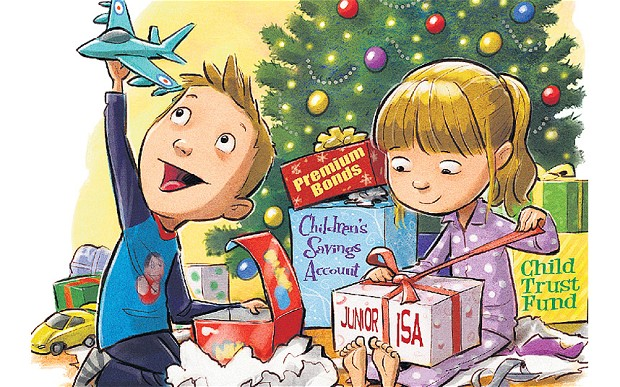 Premium
Bonds
Children's
Savings
Account
JUNIOR ISA
Child
Trust
Fund